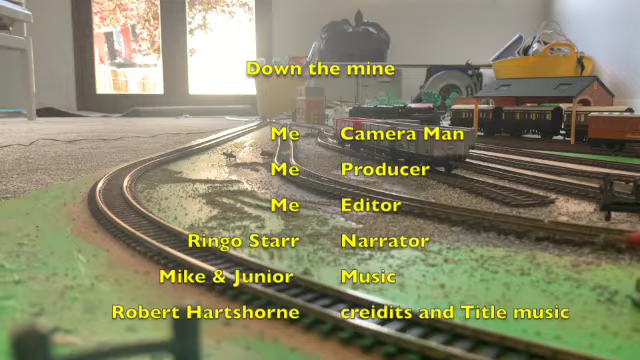 Down the mine
Me Camera Man
Me Producer
Me Editor
Ringo Starr Narrator
Mike & Junior Music
Robert Hartshorne creidits and Title music